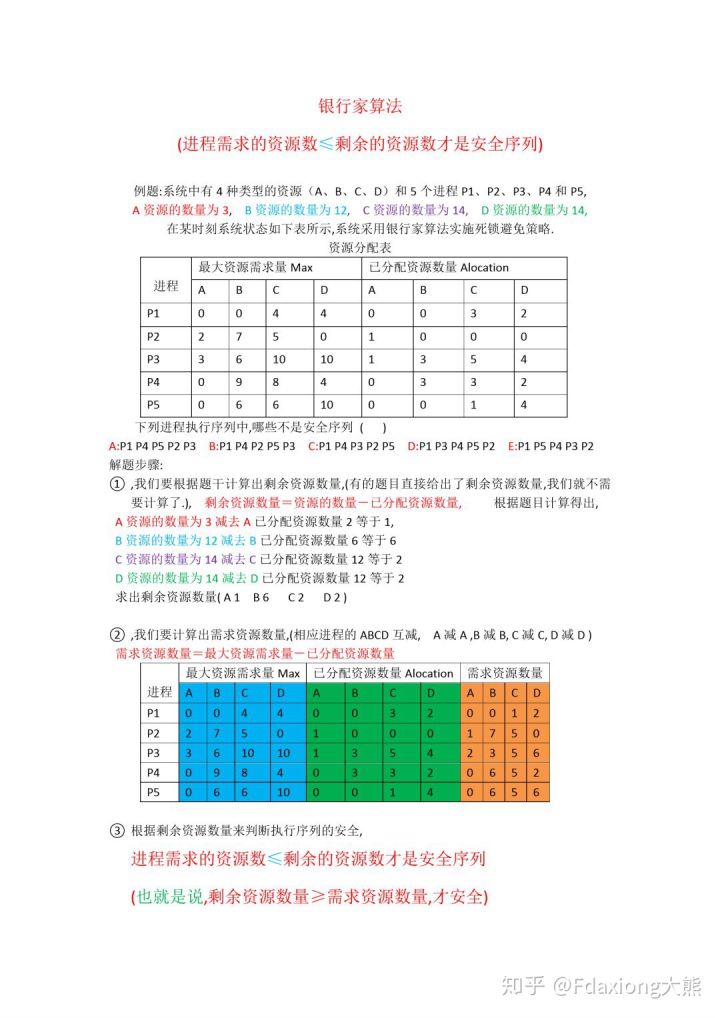 银行家算法
(进程需求的资源数≤剩余的资源数才是安全序列)
例题:系统中有 4 种类型的资源（A、B、C、D）和 5 个进程 P1、P2、P3、P4 和 P5,
A 资源的数量为 3, B 资源的数量为 12, C 资源的数量为 14, D 资源的数量为 14,
在某时刻系统状态如下表所示,系统采用银行家算法实施死锁避免策略.
资源分配表
进程 最大资源需求量 Max 已分配资源数量 Alocation
A B C D A B C D
P1 0 0 4 4 0 0 3 2
P2 2 7 5 0 1 0 0 0
P3 3 6 10 10 1 3 5 4
P4 0 9 8 4 0 3 3 2
P5 0 6 6 10 0 0 1 4
下列进程执行序列中,哪些不是安全序列 ( )
A:P1 P4 P5 P2 P3 B:P1 P4 P2 P5 P3 C:P1 P4 P3 P2 P5 D:P1 P3 P4 P5 P2 E:P1 P5 P4 P3 P2
解题步骤:
① ,我们要根据题干计算出剩余资源数量,(有的题目直接给出了剩余资源数量,我们就不需
要计算了.), 剩余资源数量＝资源的数量－已分配资源数量, 根据题目计算得出,
A 资源的数量为 3 减去 A 已分配资源数量 2 等于 1,
B 资源的数量为 12 减去 B 已分配资源数量 6 等于 6
C 资源的数量为 14 减去 C 已分配资源数量 12 等于 2
D 资源的数量为 14 减去 D 已分配资源数量 12 等于 2
求出剩余资源数量( A 1 B 6 C 2 D 2 )
② ,我们要计算出需求资源数量,(相应进程的 ABCD 互减, A 减 A ,B 减 B, C 减 C, D 减 D )
需求资源数量＝最大资源需求量－已分配资源数量
进程 最大资源需求量 Max 已分配资源数量 Alocation 需求资源数量
A B C D A B C D A B C D
P1 0 0 4 4 0 0 3 2 0 0 1 2
P2 2 7 5 0 1 0 0 0 1 7 5 0
P3 3 6 10 10 1 3 5 4 2 3 5 6
P4 0 9 8 4 0 3 3 2 0 6 5 2
P5 0 6 6 10 0 0 1 4 0 6 5 6
③ 根据剩余资源数量来判断执行序列的安全,
进程需求的资源数≤剩余的资源数才是安全序列
(也就是说,剩余资源数量≥需求资源数量,才安全)
知乎 @Fdaxiong大熊